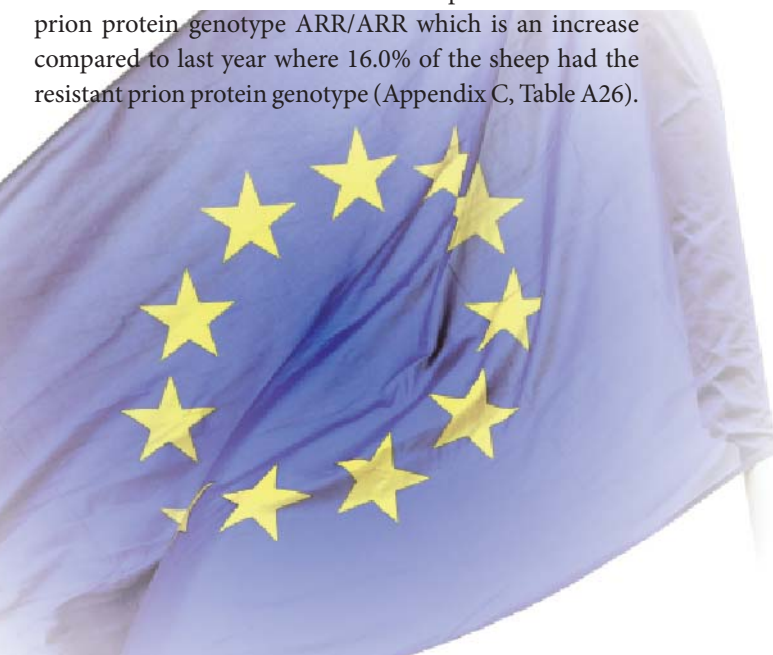 prion protein genotype ARR/ARR which is an increase
compared to last year where 16.0% of the sheep had the
resistant prion protein genotype (Appendix C, Table A26).